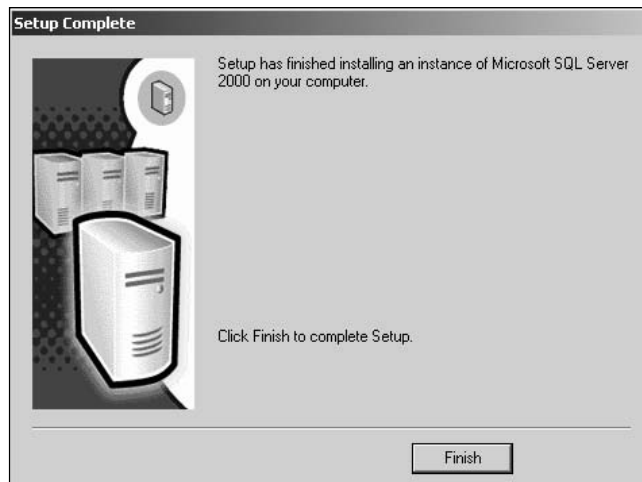 Setup Complete
Setup has finished installing an instance of Microsoft SQL Server
2000 on your computer.
Click Finish to complete Setup.
Finish